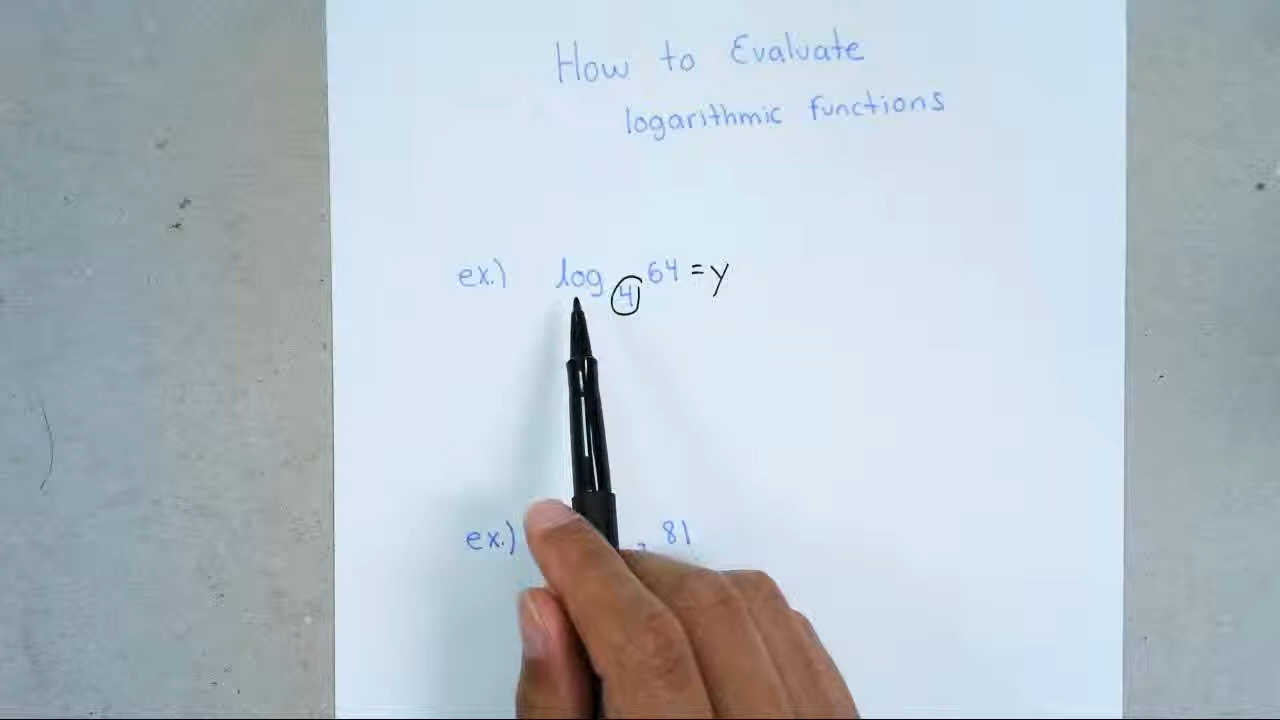 How to Evaluate
logarithmic functions
ex.) log 4 64 = y
ex.) 81